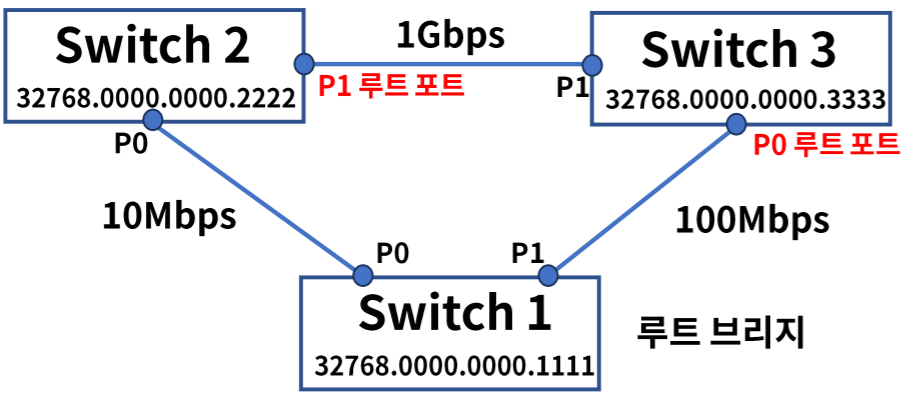 Switch 2
32768.0000.0000.2222
P0
P1 루트 포트
1Gbps
Switch 3
32768.0000.0000.3333
P1
P0 루트 포트
10Mbps
100Mbps
P0
P1
Switch 1
32768.0000.0000.1111
루트 브리지